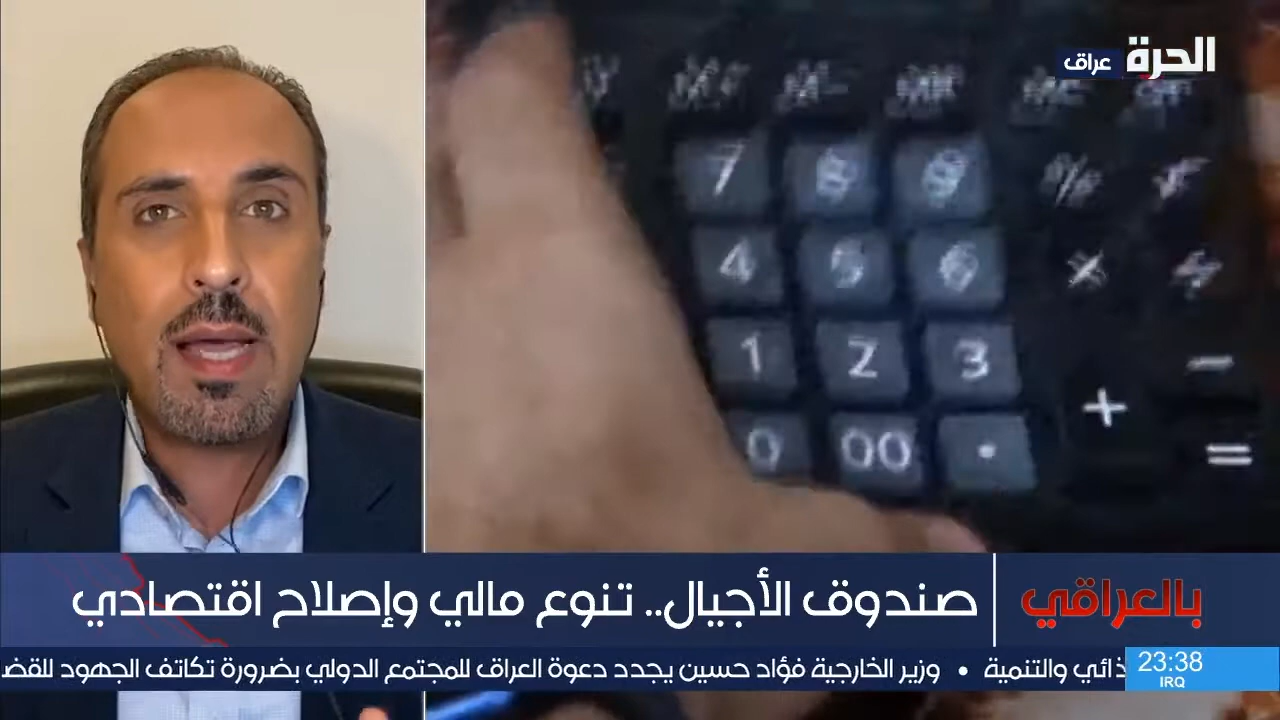 الحرة
عراق
7 8 9 % √
4 5 6 ×
1 2 3 −
0 00 . + =
بالعراقي
صندوق الأجيال.. تنوع مالي وإصلاح اقتصادي
ذائي والتنمية • وزير الخارجية فؤاد حسين يجدد دعوة العراق للمجتمع الدولي بضرورة تكاتف الجهود للقض
23:38
IRQ